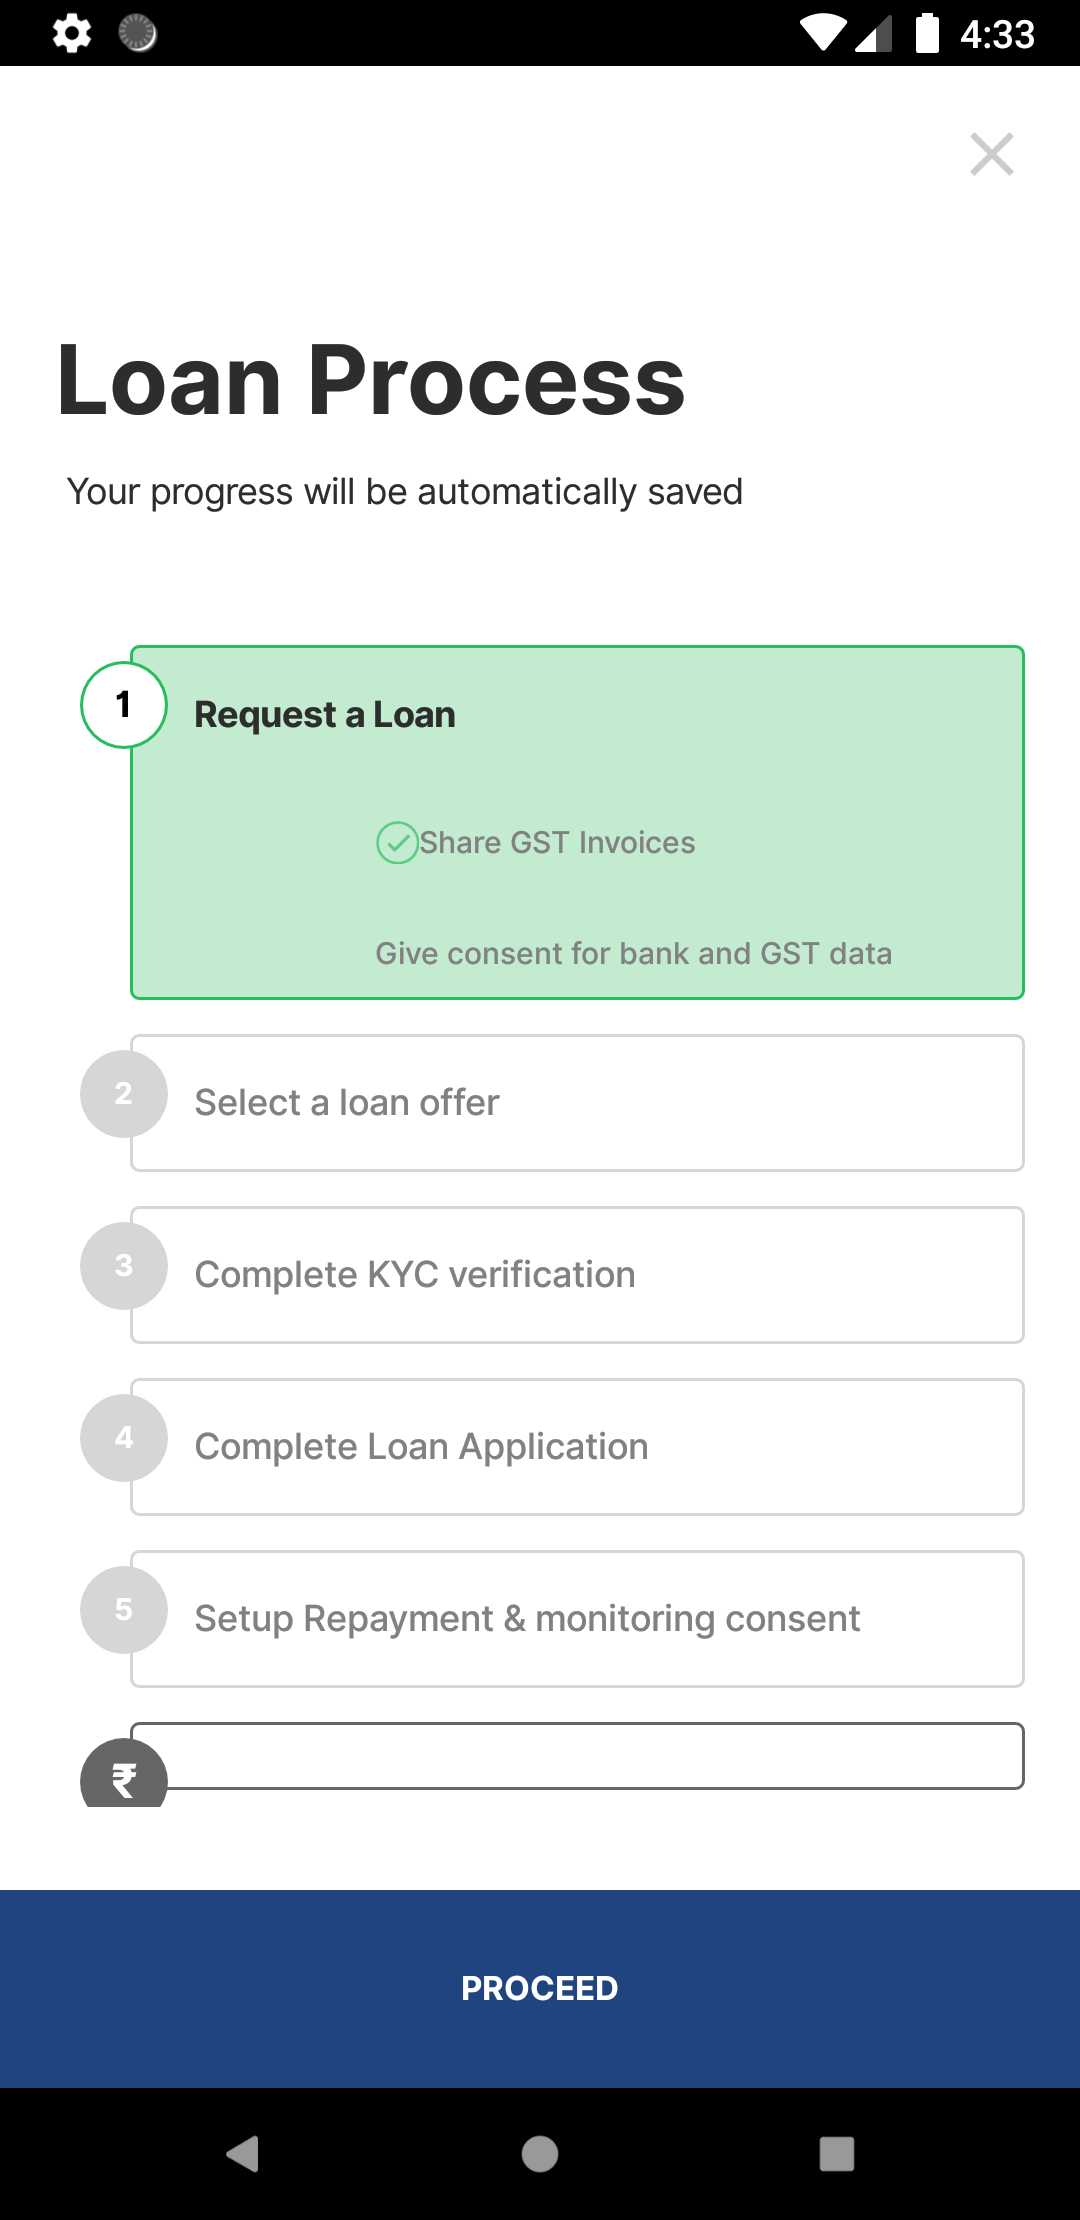 4:33
Loan Process
Your progress will be automatically saved
1
Request a Loan
Share GST Invoices
Give consent for bank and GST data
2
Select a loan offer
3
Complete KYC verification
4
Complete Loan Application
5
Setup Repayment & monitoring consent
₹
PROCEED